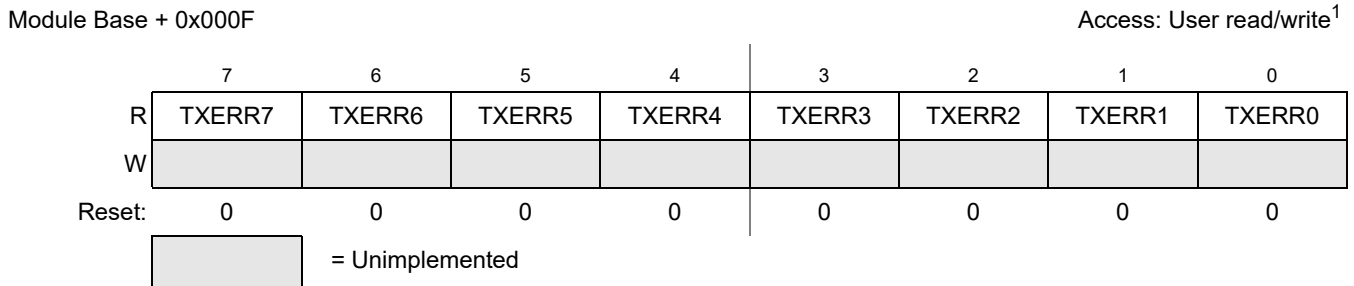 Module Base + 0x000F Access: User read/write1
7 6 5 4 3 2 1 0
R TXERR7 TXERR6 TXERR5 TXERR4 TXERR3 TXERR2 TXERR1 TXERR0
W
Reset: 0 0 0 0 0 0 0 0
= Unimplemented